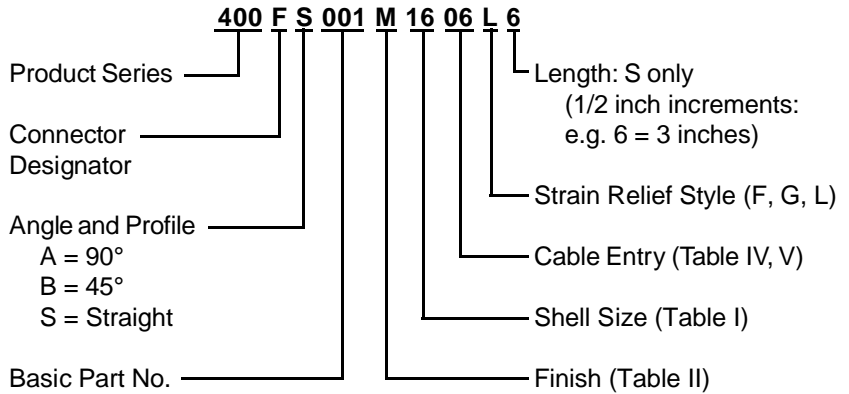 400 F S 001 M 16 06 L 6
Product Series
Connector
Designator
Angle and Profile
A = 90°
B = 45°
S = Straight
Basic Part No.
Length: S only
(1/2 inch increments:
e.g. 6 = 3 inches)
Strain Relief Style (F, G, L)
Cable Entry (Table IV, V)
Shell Size (Table I)
Finish (Table II)